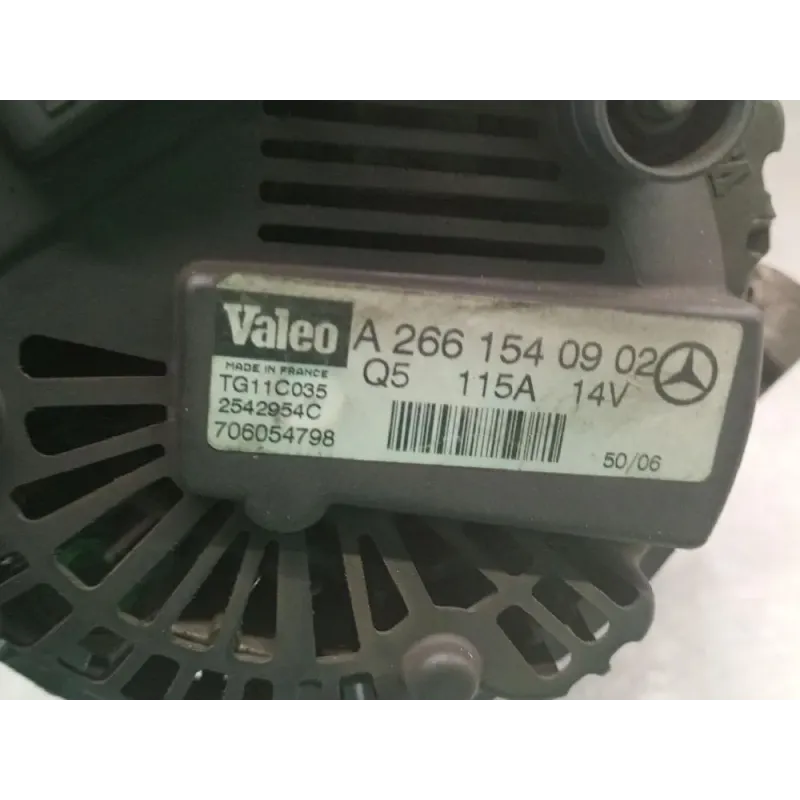 Valeo A 266 154 09 02
MADE IN FRANCE
TG11C035 Q5 115A 14V
2542954C
706054798 50/06